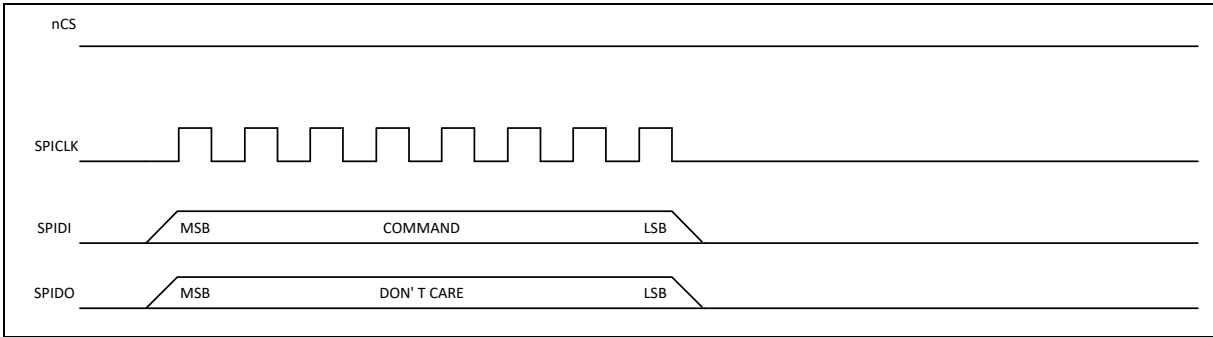 nCS
SPICLK
SPIDI MSB COMMAND LSB
SPIDO MSB DON' T CARE LSB